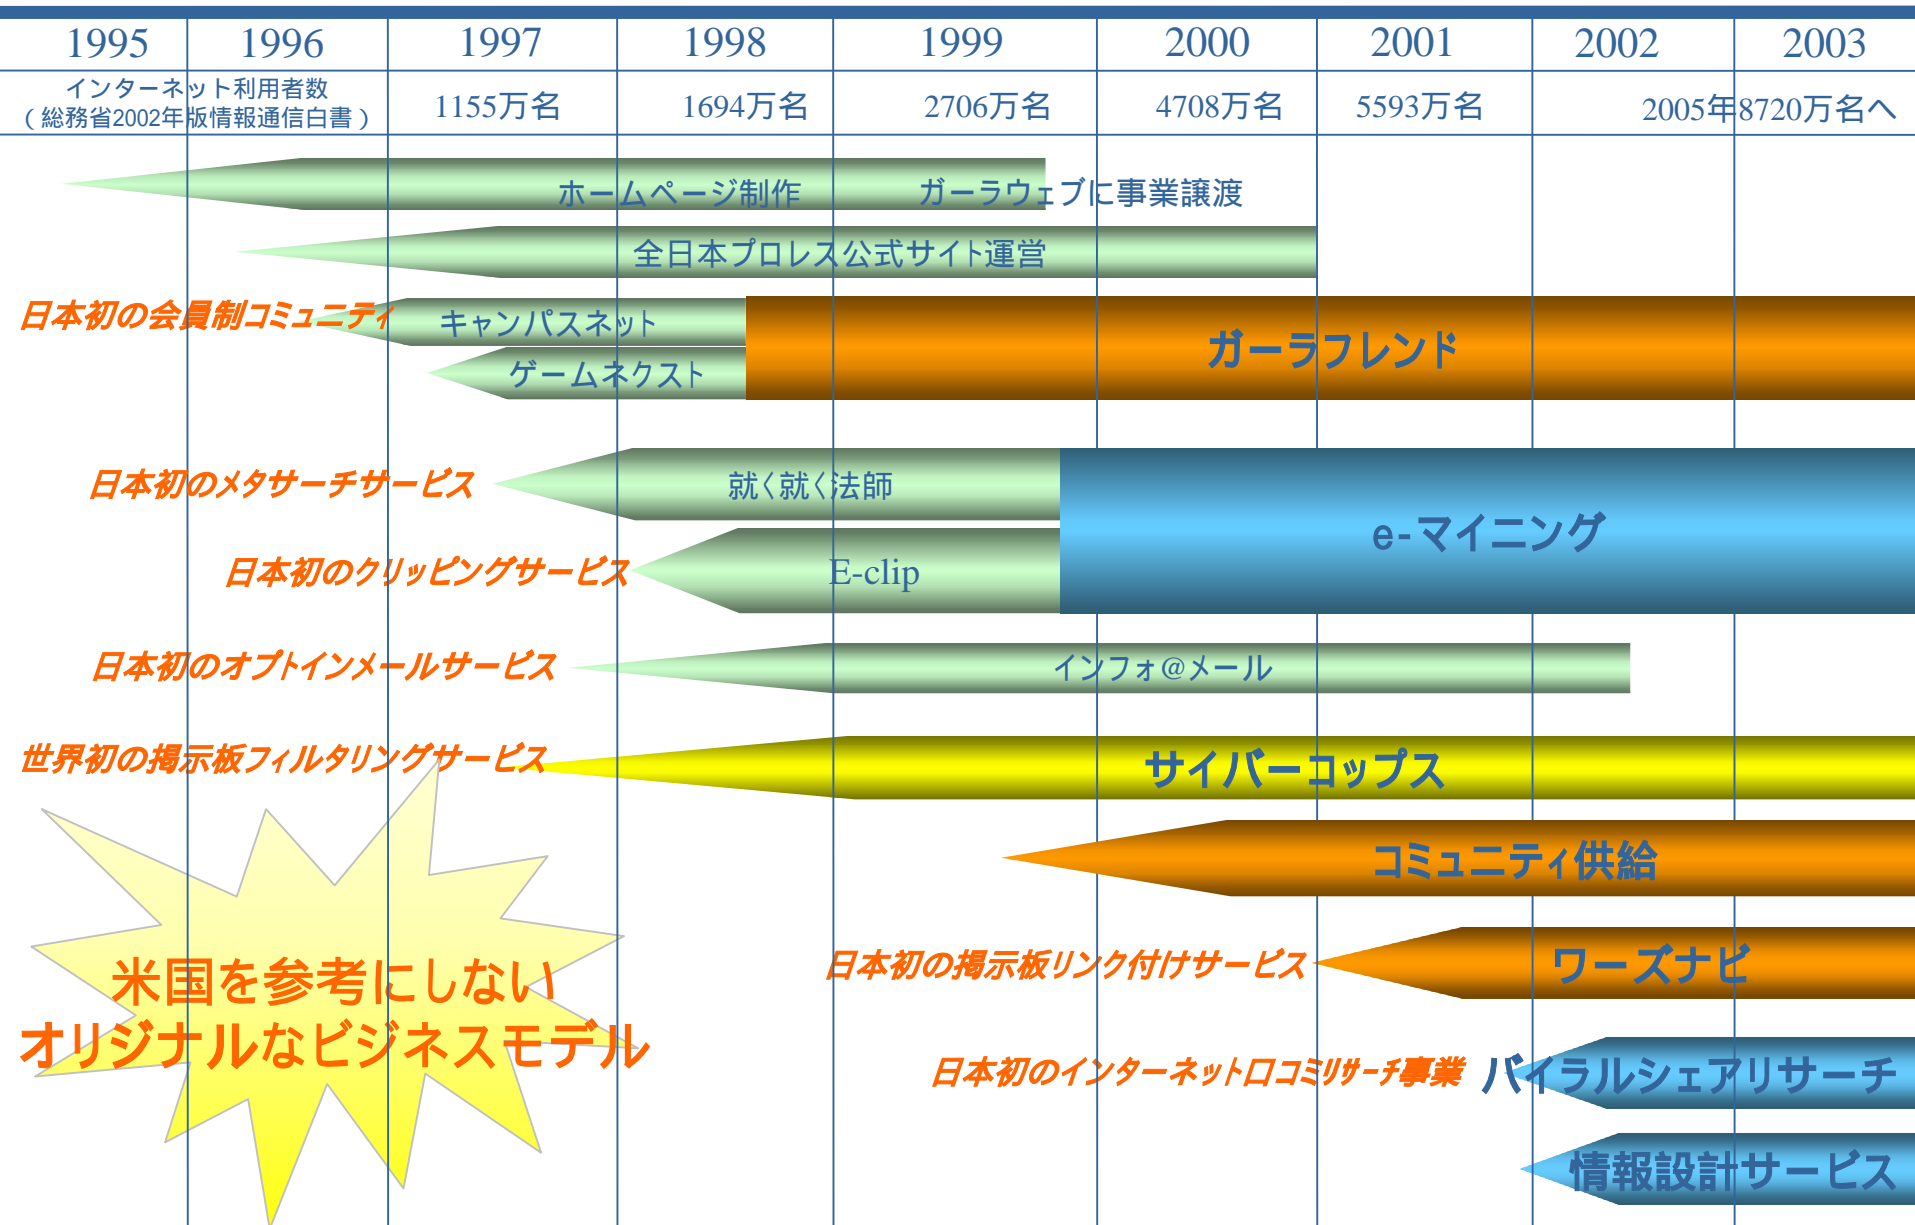 1995 1996 1997 1998 1999 2000 2001 2002 2003
インターネット利用者数
（総務省2002年版情報通信白書）
1155万名 1694万名 2706万名 4708万名 5593万名 2005年8720万名へ
ホームページ制作 ガーラウェブに事業譲渡
全日本プロレス公式サイト運営
日本初の会員制コミュニティ キャンパスネット
ゲームネクスト
ガーラフレンド
日本初のメタサーチサービス 就く就く法師
e-マイニング
日本初のクリッピングサービス E-clip
日本初のオプトインメールサービス インフォ@メール
世界初の掲示板フィルタリングサービス サイバーコップス
コミュニティ供給
日本初の掲示板リンク付けサービス ワーズナビ
米国を参考にしない
オリジナルなビジネスモデル
日本初のインターネット口コミリサーチ事業 バイラルシェアリサーチ
情報設計サービス